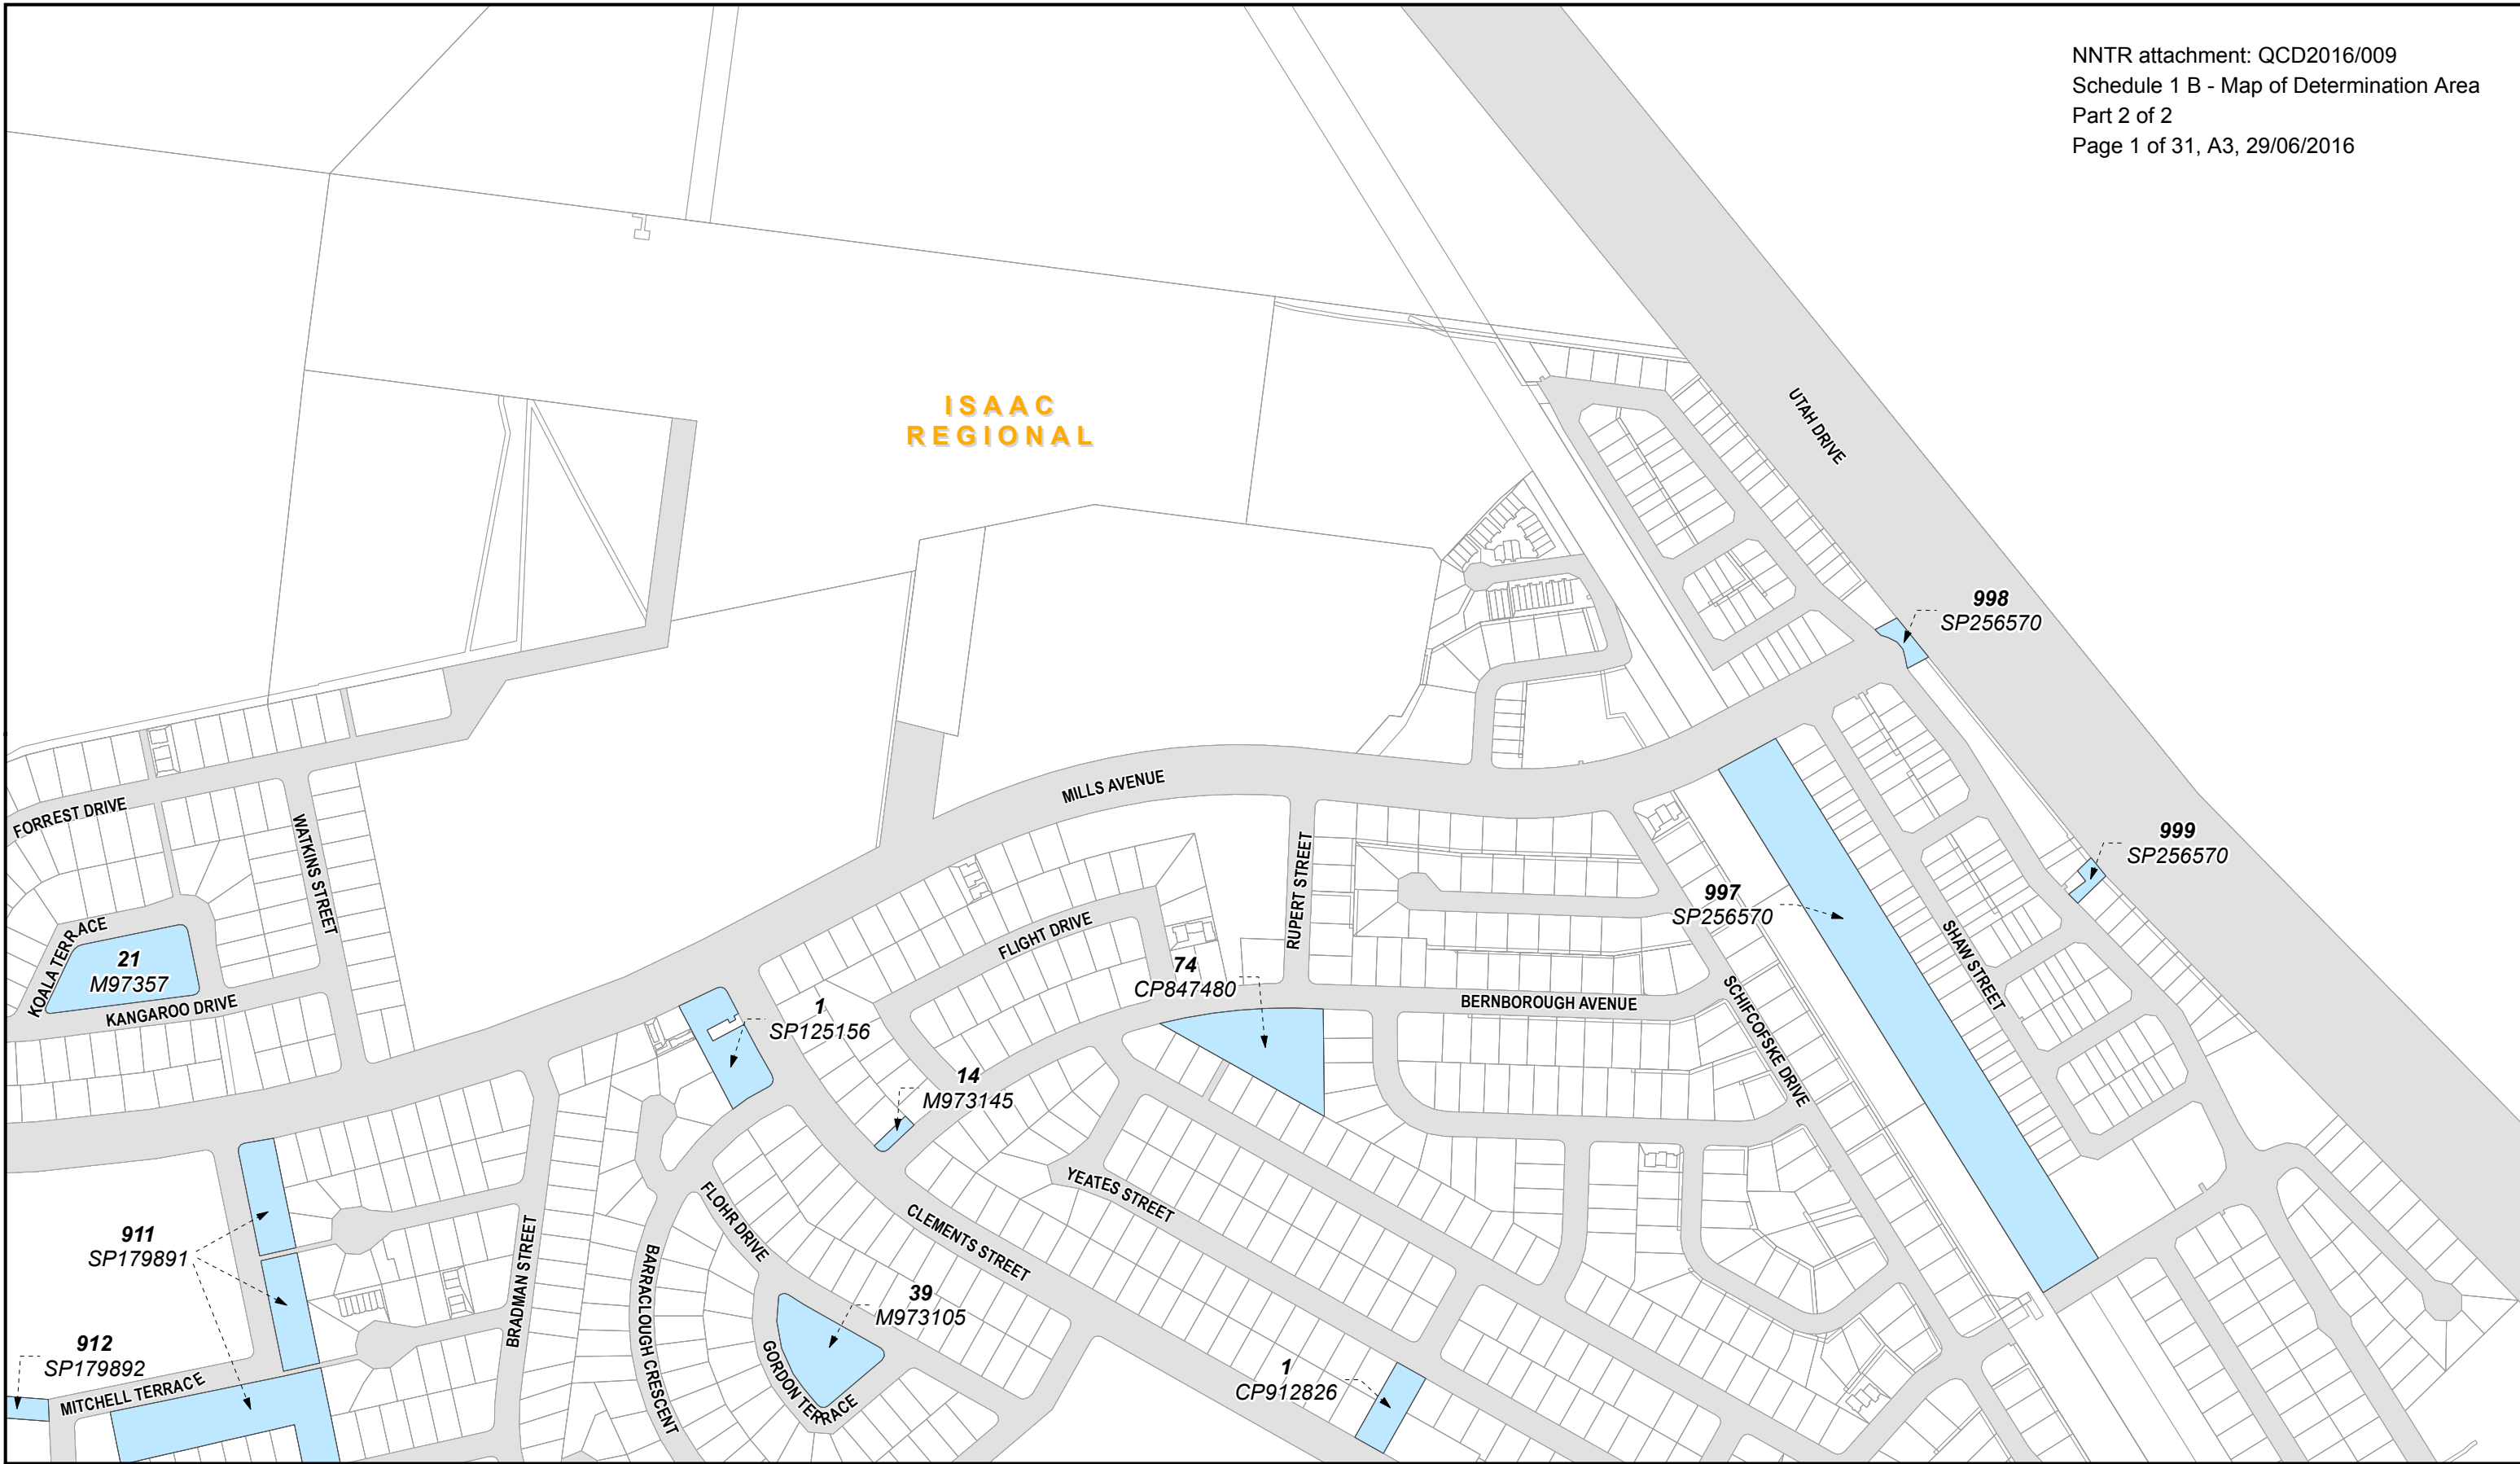 NNTR attachment: QCD2016/009
Schedule 1 B - Map of Determination Area
Part 2 of 2
Page 1 of 31, A3, 29/06/2016
ISAAC
REGIONAL
UTAH DRIVE
998
SP256570
MILLS AVENUE
FORREST DRIVE
WATKINS STREET
RUPERT STREET
999
SP256570
997
SP256570
KOALA TERRACE
21
M97357
KANGAROO DRIVE
FLIGHT DRIVE
74
CP847480
BERNBOROUGH AVENUE
SHAW STREET
SCHIFCOFSKE DRIVE
1
SP125156
14
M973145
YEATES STREET
FLOHR DRIVE
CLEMENTS STREET
911
SP179891
BRADMAN STREET
BARRACLOUGH CRESCENT
39
M973105
GORDON TERRACE
912
SP179892
MITCHELL TERRACE
1
CP912826